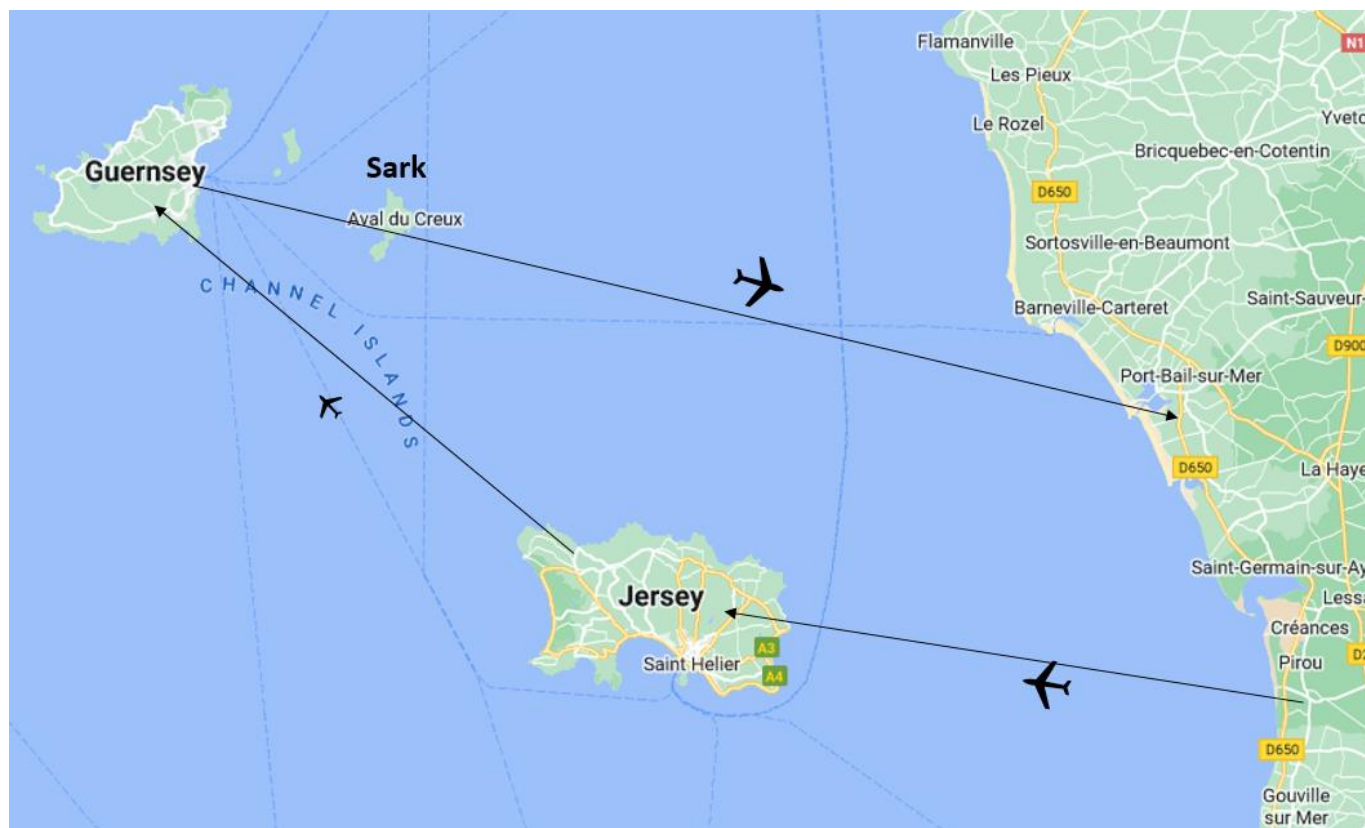 Flamanville
N1
Les Pieux
Le Rozel
Yveto
Bricquebec-en-Cotentin
Sark
Guernsey
D650
Aval du Creux
Sortosville-en-Beaumont
CHANNEL ISLANDS
Barneville-Carteret
Saint-Sauveur-
D900
Port-Bail-sur-Mer
D650
La Haye
Saint-Germain-sur-Ay
Jersey
Lessa
Créances
A3
Saint Helier
Pirou
D2
A4
D650
Gouville
sur Mer